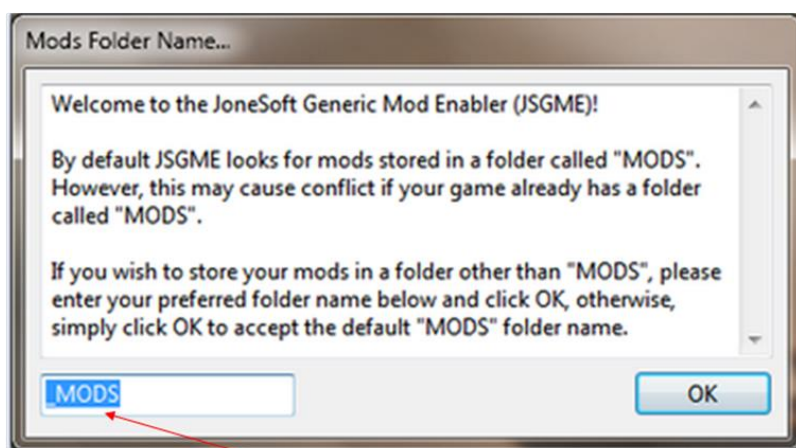 Mods Folder Name...
Welcome to the JoneSoft Generic Mod Enabler (JSGME)!
By default JSGME looks for mods stored in a folder called "MODS".
However, this may cause conflict if your game already has a folder
called "MODS".
If you wish to store your mods in a folder other than "MODS", please
enter your preferred folder name below and click OK, otherwise,
simply click OK to accept the default "MODS" folder name.
_MODS
OK